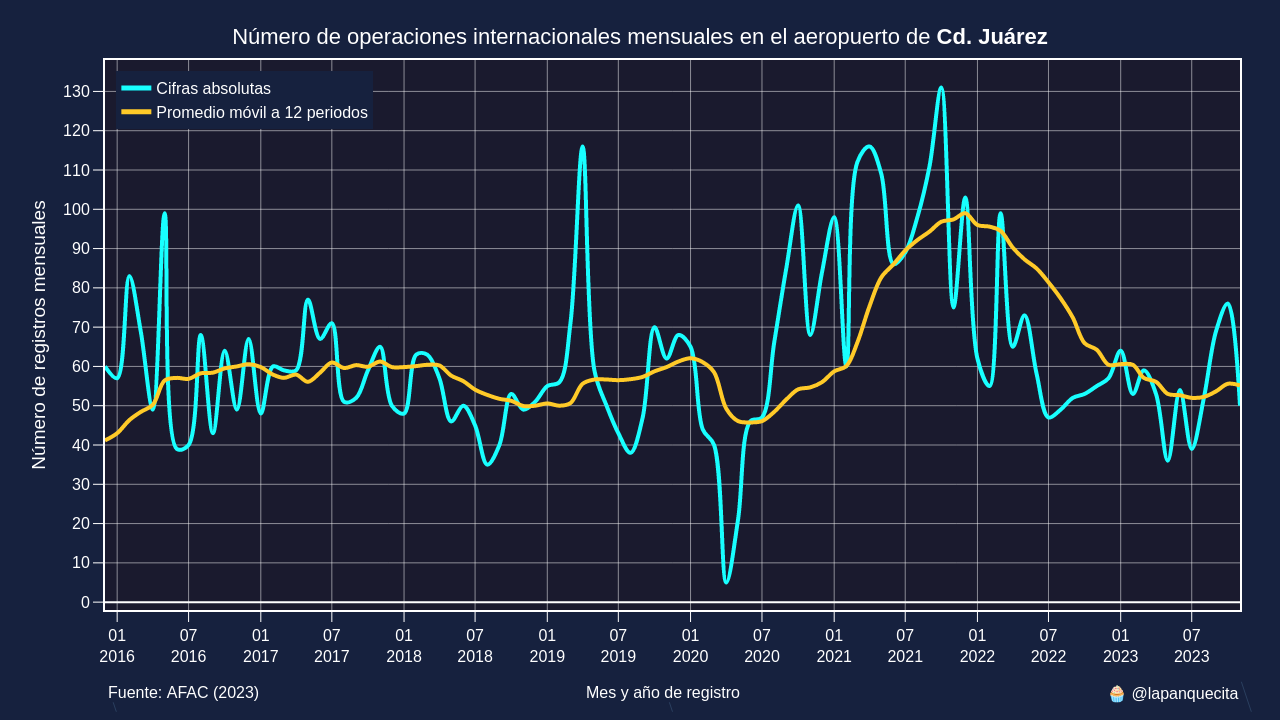 Número de operaciones internacionales mensuales en el aeropuerto de Cd. Juárez
Cifras absolutas
Promedio móvil a 12 periodos
Número de registros mensuales
130
120
110
100
90
80
70
60
50
40
30
20
10
0
01 07 01 07 01 07 01 07 01 07 01 07 01 07 01 07
2016 2016 2017 2017 2018 2018 2019 2019 2020 2020 2021 2021 2022 2022 2023 2023
Fuente: AFAC (2023)
Mes y año de registro
🧁 @lapanquecita